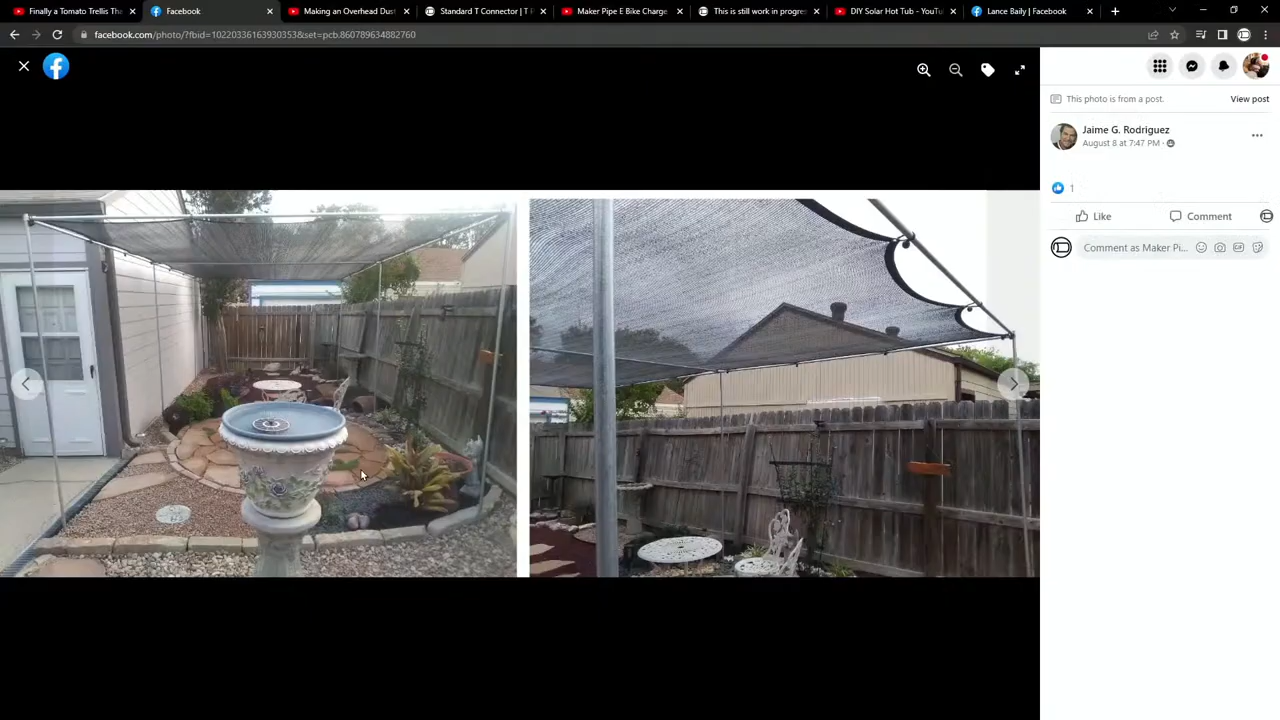 Finally a Tomato Trellis Tha
Facebook
Making an Overhead Dust
Standard T Connector | T P
Maker Pipe E Bike Charge
This is still work in progre
DIY Solar Hot Tub - YouTu
Lance Baily | Facebook
facebook.com/photo/?fbid=10220336163930353&set=pcb.860789634882760
This photo is from a post.
View post
Jaime G. Rodriguez
August 8 at 7:47 PM
1
Like
Comment
Comment as Maker Pi...